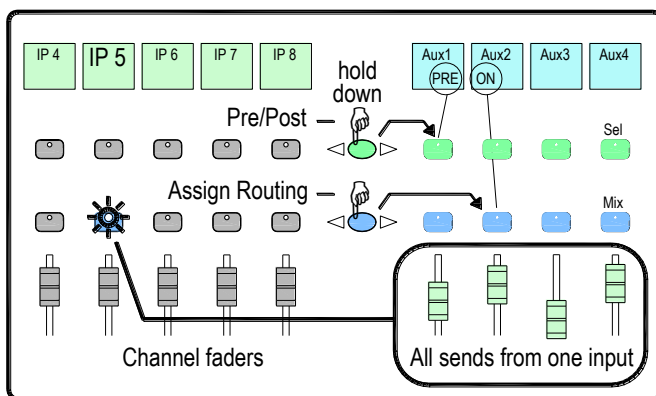 IP 4 IP 5 IP 6 IP 7 IP 8 Aux1 Aux2 Aux3 Aux4
PRE ON
hold
down
Pre/Post
Sel
Assign Routing
Mix
Channel faders All sends from one input